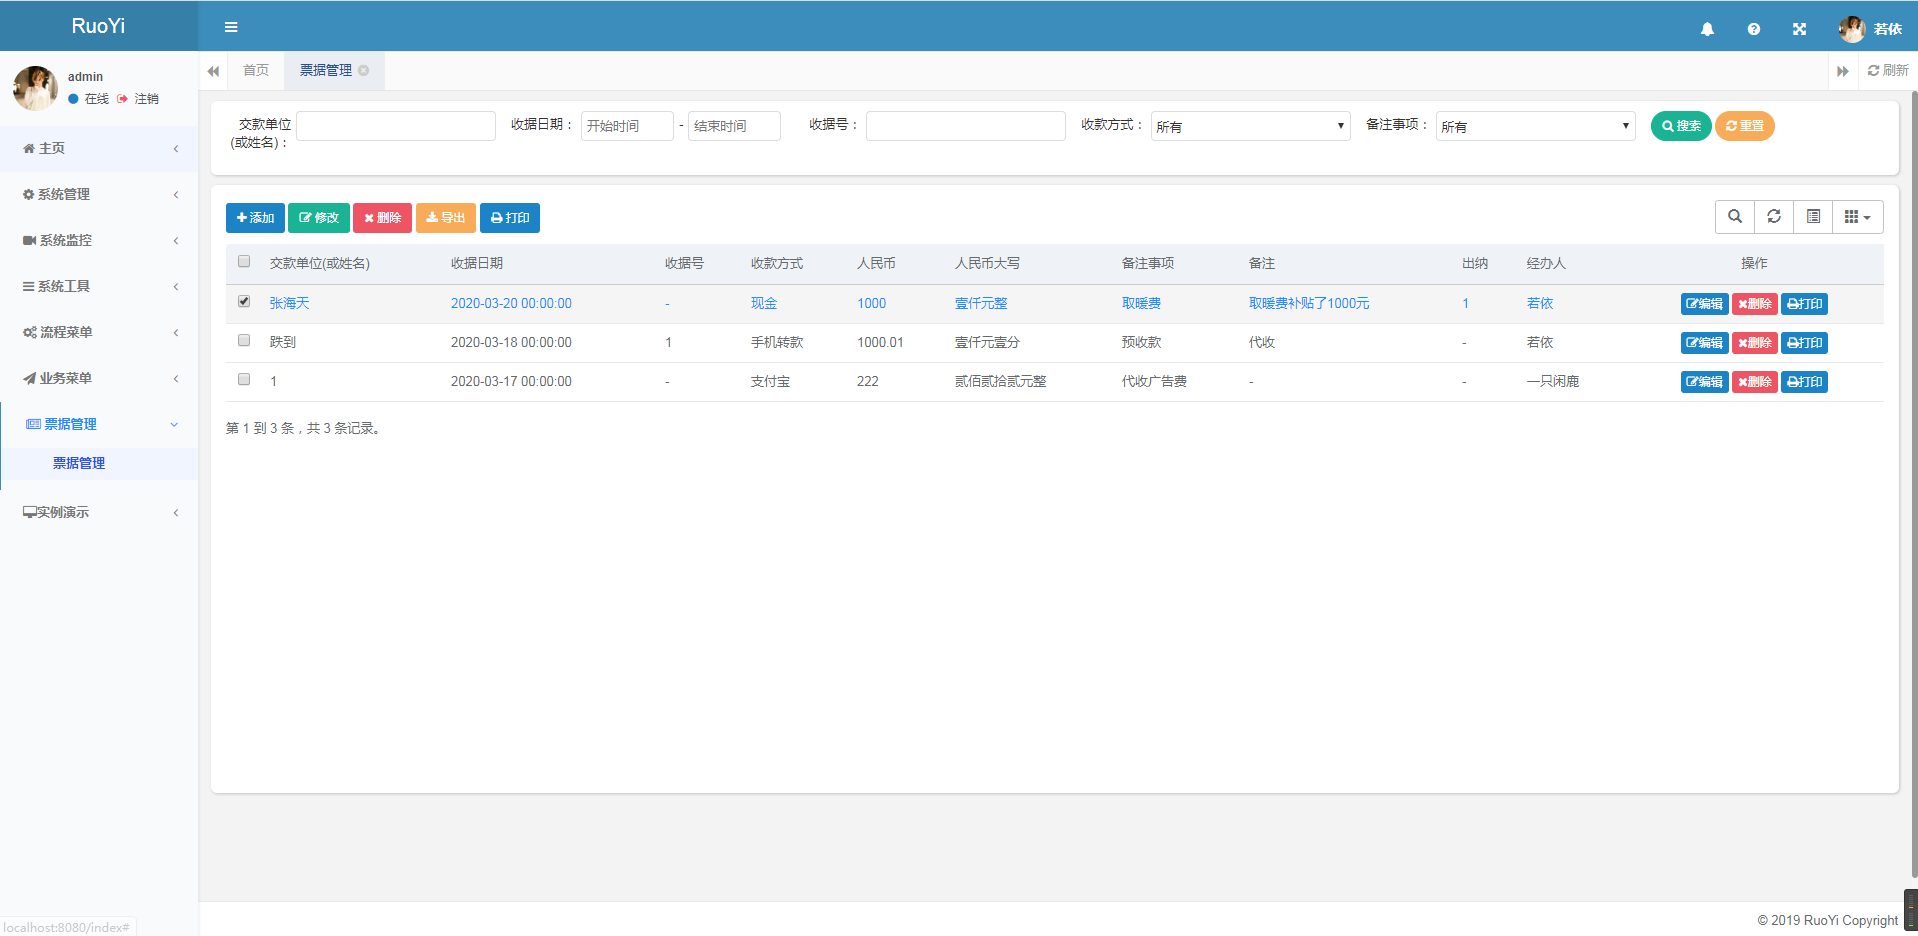 RuoYi
若依
admin
在线 注销
首页 票据管理 刷新
主页
系统管理
系统监控
系统工具
流程菜单
业务菜单
票据管理
票据管理
实例演示
交款单位(或姓名)： 收据日期： 开始时间 - 结束时间 收据号： 收款方式： 所有 备注事项： 所有 搜索 重置
添加 修改 删除 导出 打印
交款单位(或姓名) 收据日期 收据号 收款方式 人民币 人民币大写 备注事项 备注 出纳 经办人 操作
张海天 2020-03-20 00:00:00 - 现金 1000 壹仟元整 取暖费 取暖费补贴了1000元 1 若依 编辑 删除 打印
跌到 2020-03-18 00:00:00 1 手机转款 1000.01 壹仟元壹分 预收款 代收 - 若依 编辑 删除 打印
1 2020-03-17 00:00:00 - 支付宝 222 贰佰贰拾贰元整 代收广告费 - - 一只闲鹿 编辑 删除 打印
第 1 到 3 条，共 3 条记录。
localhost:8080/index#
© 2019 RuoYi Copyright